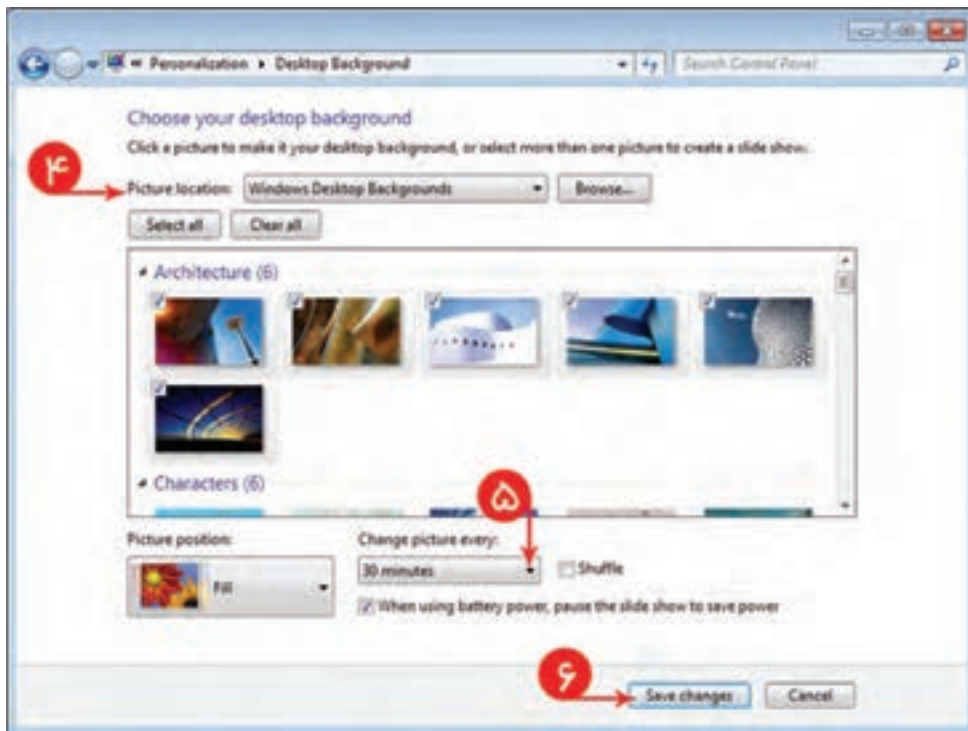 Personalization ▸ Desktop Background
Search Control Panel
Choose your desktop background
Click a picture to make it your desktop background, or select more than one picture to create a slide show.
۴
Picture location: Windows Desktop Backgrounds Browse...
Select all Clear all
Architecture (6)
Characters (6)
۵
Picture position: Change picture every:
Fill 30 minutes Shuffle
When using battery power, pause the slide show to save power
۶
Save changes Cancel